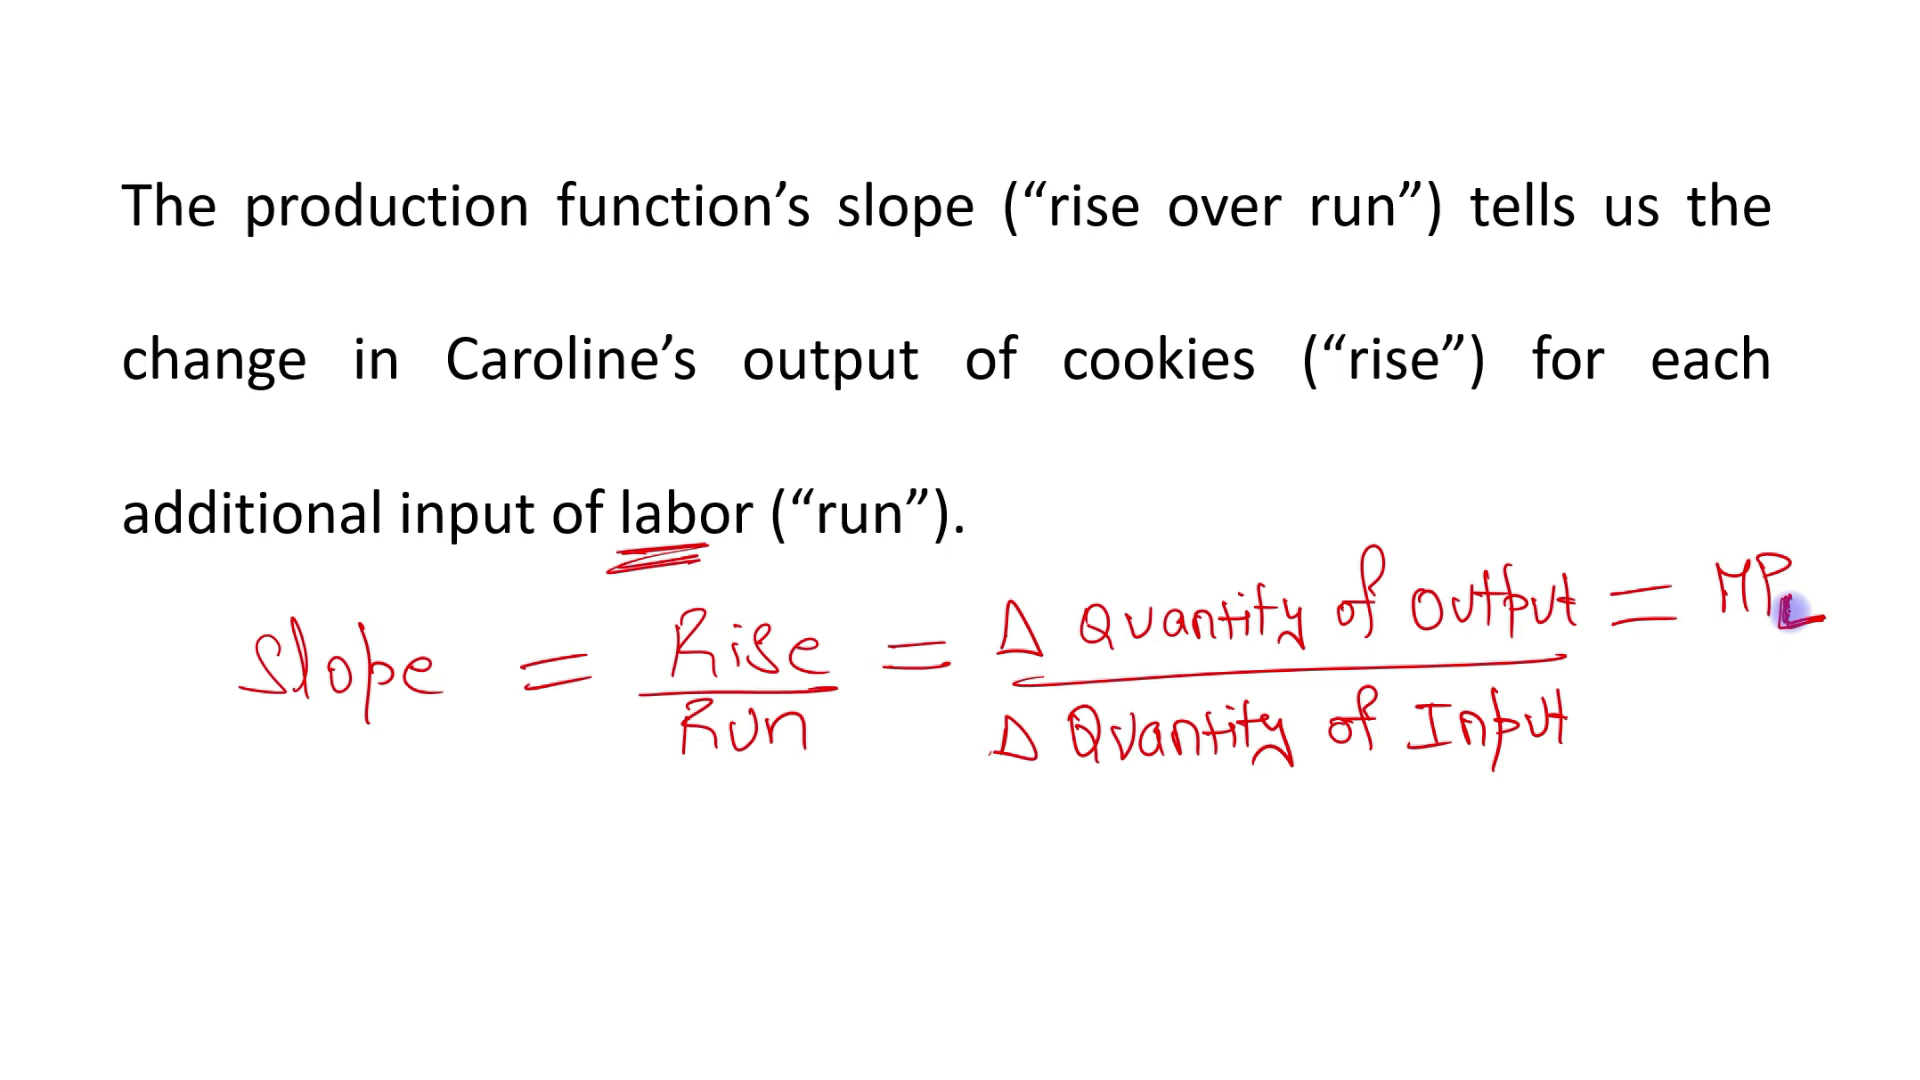 The production function’s slope (“rise over run”) tells us the
change in Caroline’s output of cookies (“rise”) for each
additional input of labor (“run”).
Slope = Rise / Run = Δ Quantity of Output / Δ Quantity of Input = MPL